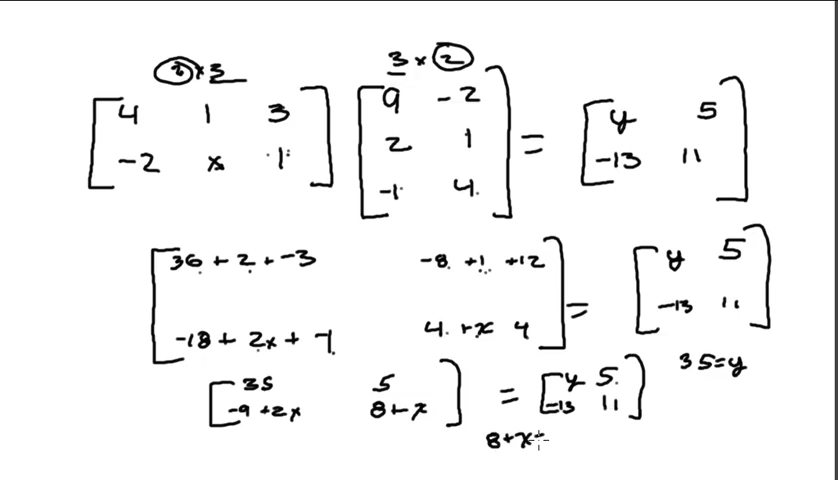 2 × 3 3 × 2
4 1 3 9 -2 y 5
-2 x 1 2 1 = -13 11
-1 4
36 + 2 + -3 -8 +1 +12 y 5
= -13 11
-18 + 2x + -1 4 + x 4
35 = y
35 5 y 5
-9 + 2x 8 + x = -13 11
8 + x =